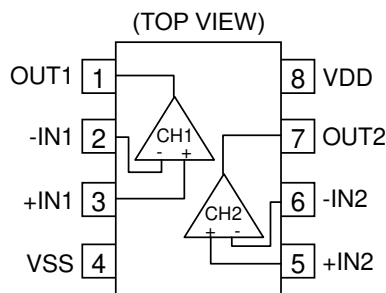 (TOP VIEW)
OUT1 1
8 VDD
CH1
- +
-IN1 2
7 OUT2
+IN1 3
6 -IN2
CH2
+ -
VSS 4
5 +IN2